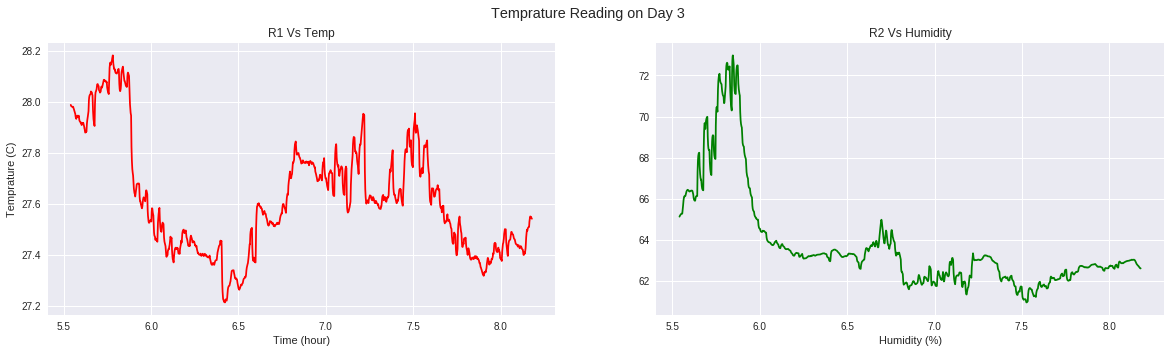 Temprature Reading on Day 3
R1 Vs Temp
28.2
28.0
27.8
27.6
27.4
27.2
Temprature (C)
5.5 6.0 6.5 7.0 7.5 8.0
Time (hour)
R2 Vs Humidity
72
70
68
66
64
62
5.5 6.0 6.5 7.0 7.5 8.0
Humidity (%)